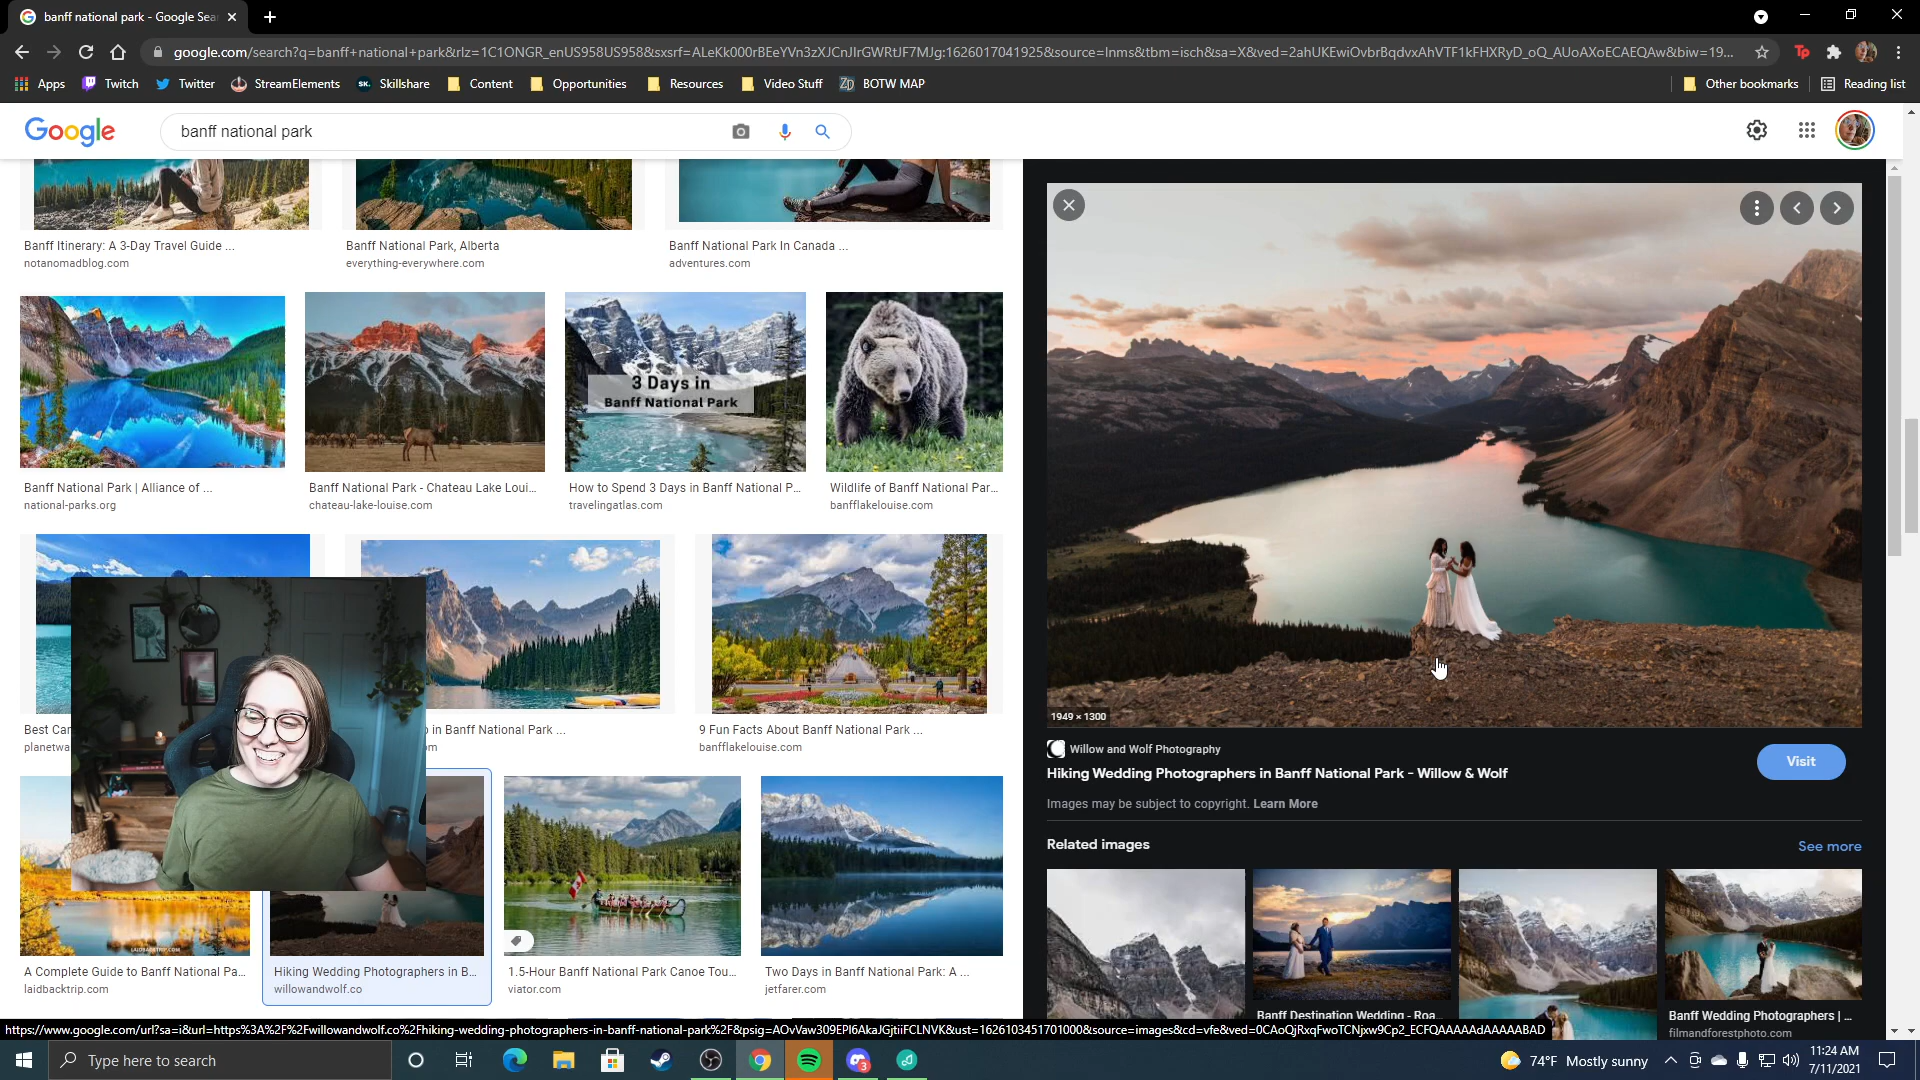 banff national park - Google Sea
google.com/search?q=banff+national+park&rlz=1C1ONGR_enUS958US958&sxsrf=ALeKk000rBEeYVn3zXJCnJIrGWRtJF7MJg:1626017041925&source=lnms&tbm=isch&sa=X&ved=2ahUKEwiOvbrBqdvxAhVTF1kFHXRyD_oQ_AUoAXoECAEQAw&biw=19...
Apps Twitch Twitter StreamElements Skillshare Content Opportunities Resources Video Stuff BOTW MAP Other bookmarks Reading list
Google banff national park
Banff Itinerary: A 3-Day Travel Guide ...
notanomadblog.com
Banff National Park, Alberta
everything-everywhere.com
Banff National Park In Canada ...
adventures.com
3 Days in
Banff National Park
Banff National Park | Alliance of ...
national-parks.org
Banff National Park - Chateau Lake Loui...
chateau-lake-louise.com
How to Spend 3 Days in Banff National P...
travelingatlas.com
Wildlife of Banff National Par...
banfflakelouise.com
Best Car
planetwa
o in Banff National Park ...
om
9 Fun Facts About Banff National Park ...
banfflakelouise.com
LAIDBACKTRIP.COM
A Complete Guide to Banff National Pa...
laidbacktrip.com
Hiking Wedding Photographers in B...
willowandwolf.co
1.5-Hour Banff National Park Canoe Tou...
viator.com
Two Days in Banff National Park: A ...
jetfarer.com
1949 × 1300
Willow and Wolf Photography
Hiking Wedding Photographers in Banff National Park - Willow & Wolf
Visit
Images may be subject to copyright. Learn More
Related images
See more
Banff Destination Wedding - Roa...
Banff Wedding Photographers | ...
filmandforestphoto.com
https://www.google.com/url?sa=i&url=https%3A%2F%2Fwillowandwolf.co%2Fhiking-wedding-photographers-in-banff-national-park%2F&psig=AOvVaw309EPI6AkaJGjtiiFCLNVK&ust=1626103451701000&source=images&cd=vfe&ved=0CAoQjRxqFwoTCNjxw9Cp2_ECFQAAAAAdAAAAABAD
Type here to search
74°F Mostly sunny
11:24 AM
7/11/2021